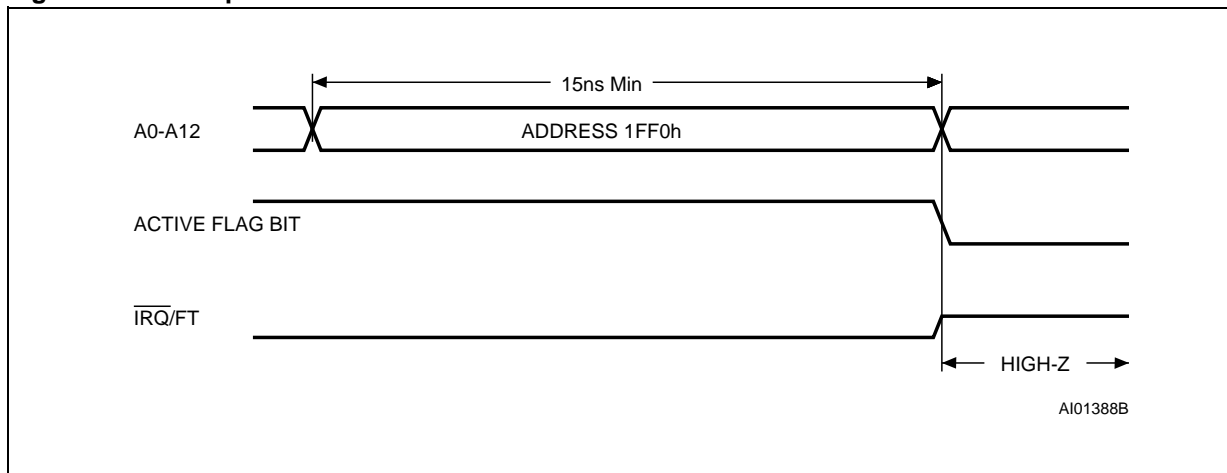 15ns Min
A0-A12
ADDRESS 1FF0h
ACTIVE FLAG BIT
IRQ/FT
HIGH-Z
AI01388B